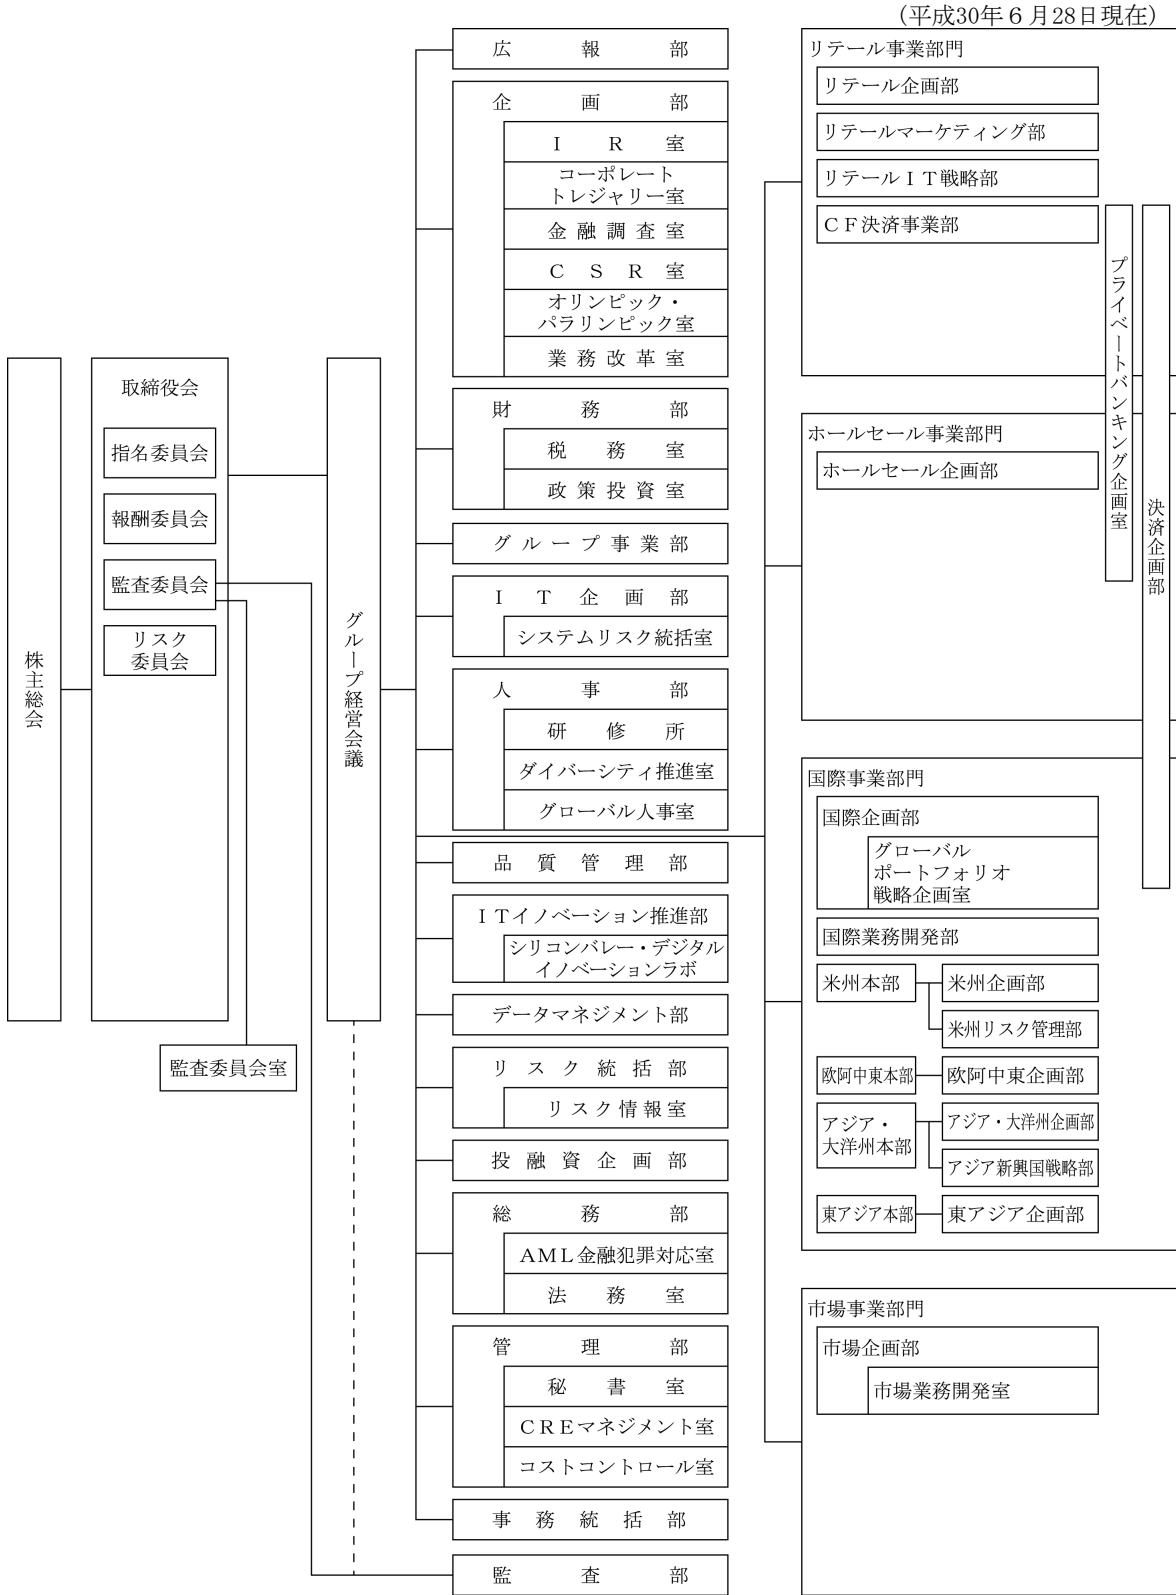 (平成30年６月28日現在)
株主総会
取締役会
指名委員会
報酬委員会
監査委員会
リスク
委員会
監査委員会室
グループ経営会議
広報部
企画部
ＩＲ室
コーポレート
トレジャリー室
金融調査室
ＣＳＲ室
オリンピック・
パラリンピック室
業務改革室
財務部
税務室
政策投資室
グループ事業部
ＩＴ企画部
システムリスク統括室
人事部
研修所
ダイバーシティ推進室
グローバル人事室
品質管理部
ＩＴイノベーション推進部
シリコンバレー・デジタル
イノベーションラボ
データマネジメント部
リスク統括部
リスク情報室
投融資企画部
総務部
AML金融犯罪対応室
法務室
管理部
秘書室
ＣＲＥマネジメント室
コストコントロール室
事務統括部
監査部
リテール事業部門
リテール企画部
リテールマーケティング部
リテールＩＴ戦略部
ＣＦ決済事業部
プライベートバンキング企画室
決済企画部
ホールセール事業部門
ホールセール企画部
国際事業部門
国際企画部
グローバル
ポートフォリオ
戦略企画室
国際業務開発部
米州本部
米州企画部
米州リスク管理部
欧阿中東本部
欧阿中東企画部
アジア・
大洋州本部
アジア・大洋州企画部
アジア新興国戦略部
東アジア本部
東アジア企画部
市場事業部門
市場企画部
市場業務開発室